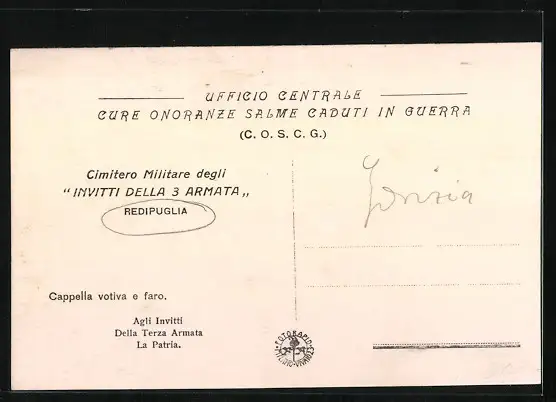 UFFICIO CENTRALE
CURE ONORANZE SALME CADUTI IN GUERRA
(C. O. S. C. G.)
Cimitero Militare degli
"INVITTI DELLA 3 ARMATA„
REDIPUGLIA
Gorizia
Cappella votiva e faro.
Agli Invitti
Della Terza Armata
La Patria.